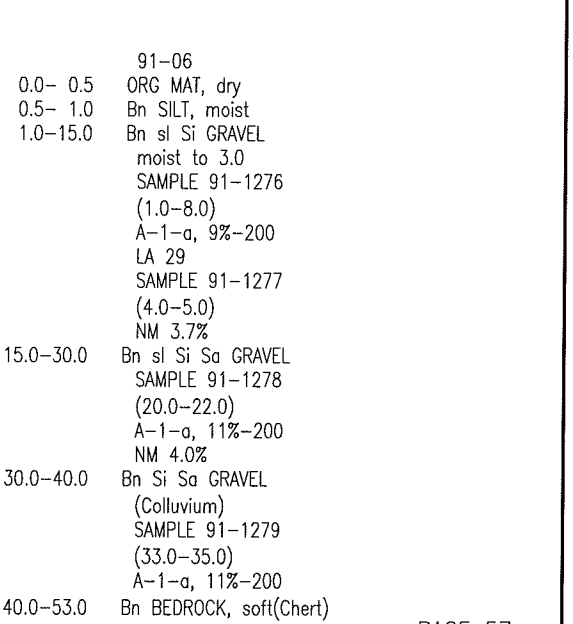 91-06
0.0- 0.5 ORG MAT, dry
0.5- 1.0 Bn SILT, moist
1.0-15.0 Bn sl Si GRAVEL
moist to 3.0
SAMPLE 91-1276
(1.0-8.0)
A-1-a, 9%-200
LA 29
SAMPLE 91-1277
(4.0-5.0)
NM 3.7%
15.0-30.0 Bn sl Si Sa GRAVEL
SAMPLE 91-1278
(20.0-22.0)
A-1-a, 11%-200
NM 4.0%
30.0-40.0 Bn Si Sa GRAVEL
(Colluvium)
SAMPLE 91-1279
(33.0-35.0)
A-1-a, 11%-200
40.0-53.0 Bn BEDROCK, soft(Chert)